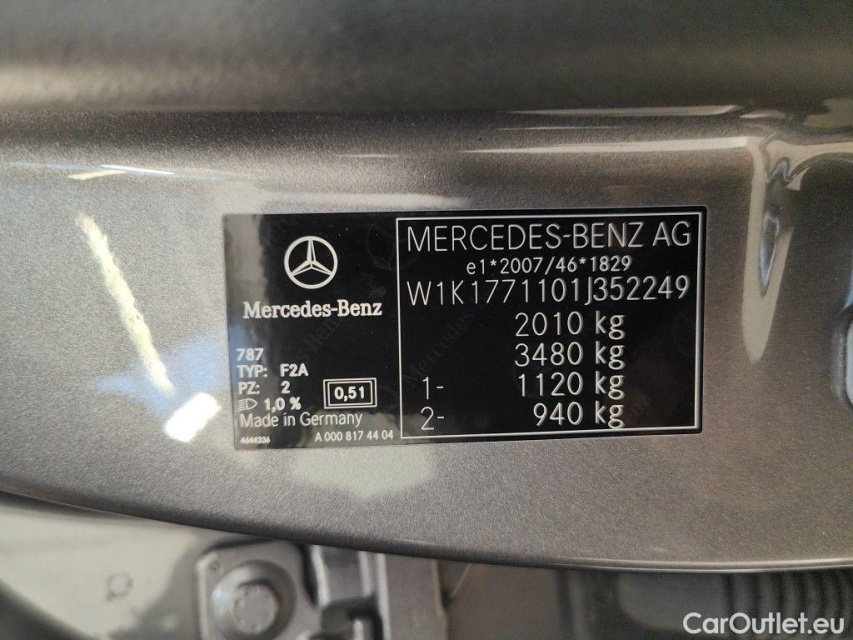 Mercedes-Benz
787
TYP: F2A
PZ: 2
1,0 %
0,51
Made in Germany
4644336
A 000 817 44 04
MERCEDES-BENZ AG
e1*2007/46*1829
W1K1771101J352249
2010 kg
3480 kg
1- 1120 kg
2- 940 kg
CarOutlet.eu